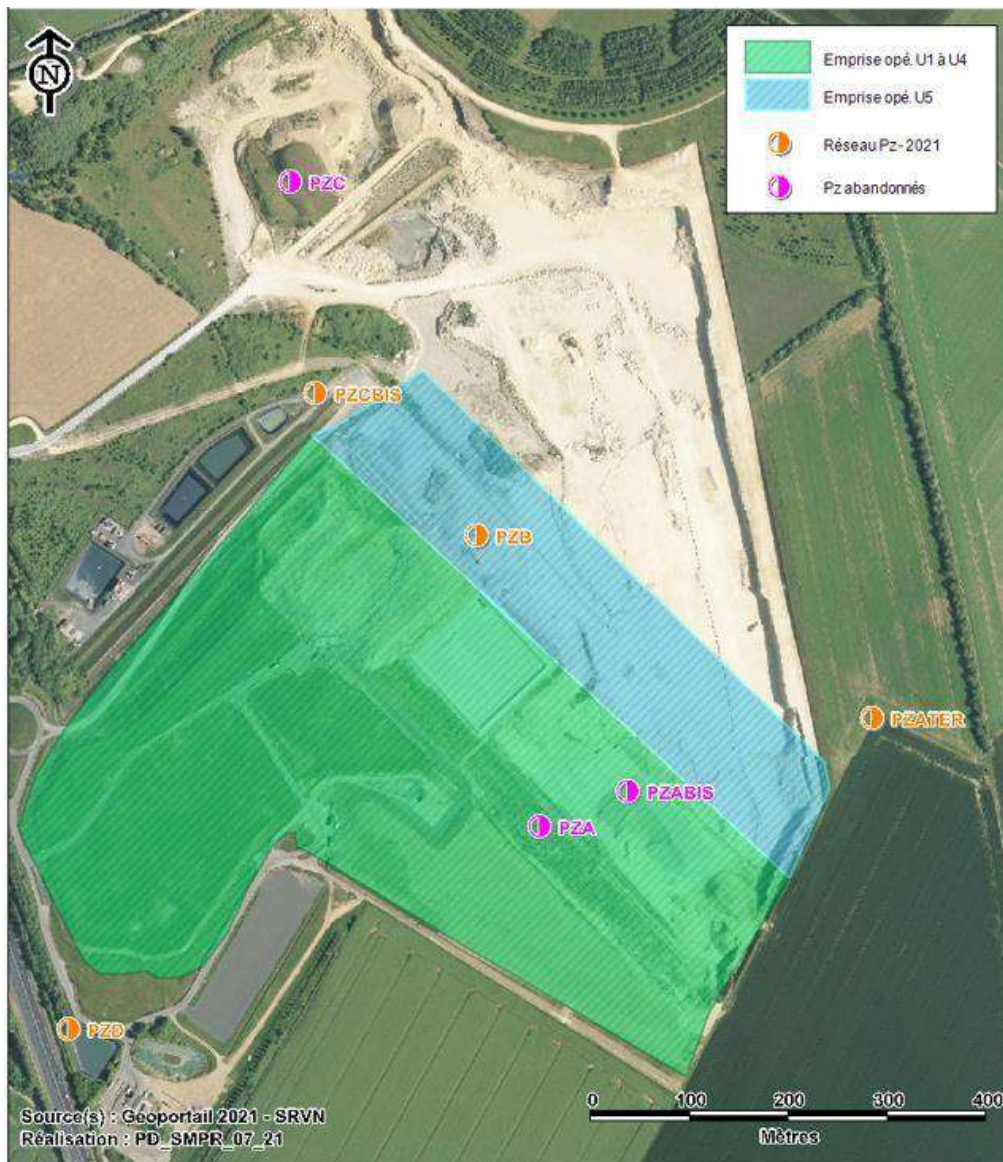 N
Emprise opé. U1 à U4
Emprise opé. U5
Réseau Pz- 2021
Pz abandonnés
PZC
PZCBIS
PZB
PZATER
PZABIS
PZA
PZD
Source(s) : Géoportail 2021 - SRVN
Réalisation : PD_SMPR_07_21
0 100 200 300 400
Mètres